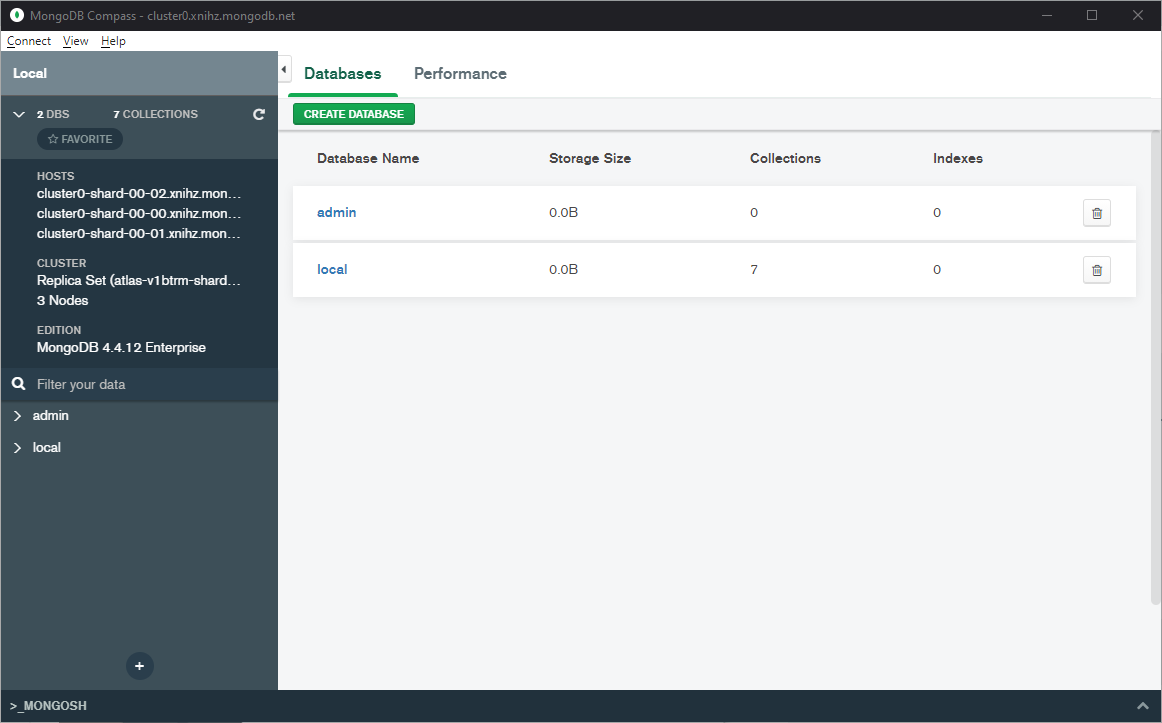 MongoDB Compass - cluster0.xnihz.mongodb.net
Connect View Help
Local
2 DBS 7 COLLECTIONS
FAVORITE
HOSTS
cluster0-shard-00-02.xnihz.mon...
cluster0-shard-00-00.xnihz.mon...
cluster0-shard-00-01.xnihz.mon...
CLUSTER
Replica Set (atlas-v1btrm-shard...
3 Nodes
EDITION
MongoDB 4.4.12 Enterprise
Filter your data
admin
local
Databases Performance
CREATE DATABASE
Database Name Storage Size Collections Indexes
admin 0.0B 0 0
local 0.0B 7 0
>_MONGOSH